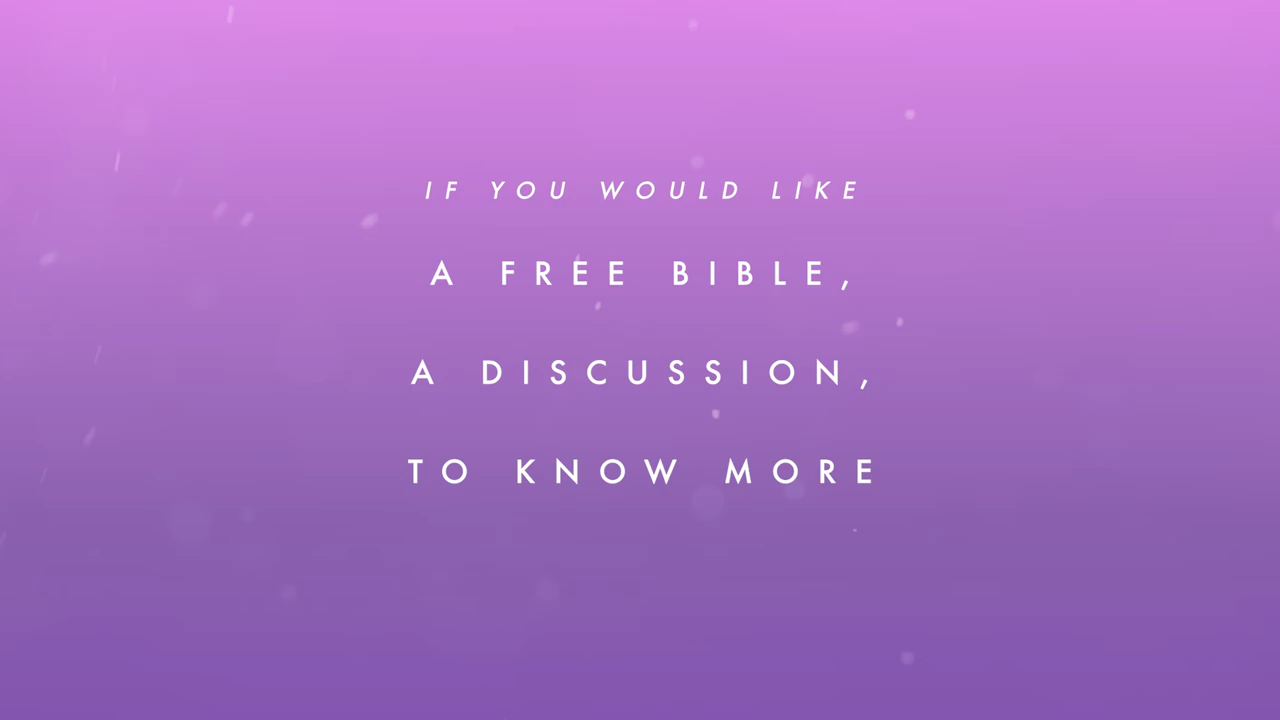 IF YOU WOULD LIKE
A FREE BIBLE,
A DISCUSSION,
TO KNOW MORE